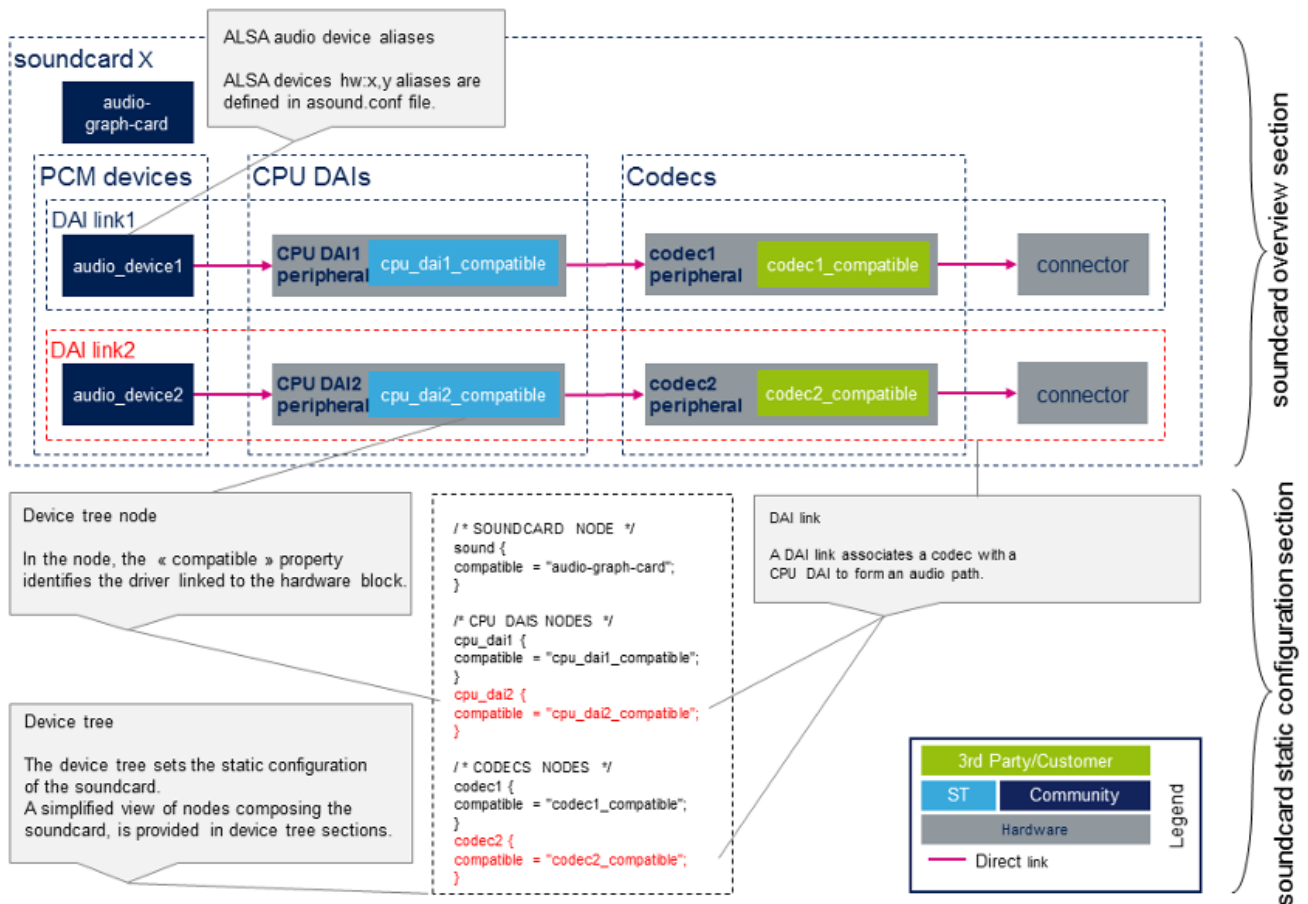 ALSA audio device aliases
ALSA devices hw:x,y aliases are
defined in asound.conf file.
soundcard X
audio-
graph-card
PCM devices
CPU DAIs
Codecs
DAI link1
audio_device1
CPU DAI1
peripheral
cpu_dai1_compatible
codec1
peripheral
codec1_compatible
connector
DAI link2
audio_device2
CPU DAI2
peripheral
cpu_dai2_compatible
codec2
peripheral
codec2_compatible
connector
soundcard overview section
Device tree node
In the node, the « compatible » property
identifies the driver linked to the hardware block.
Device tree
The device tree sets the static configuration
of the soundcard.
A simplified view of nodes composing the
soundcard, is provided in device tree sections.
/* SOUNDCARD NODE */
sound {
compatible = "audio-graph-card";
}
/* CPU DAIS NODES */
cpu_dai1 {
compatible = "cpu_dai1_compatible";
}
cpu_dai2 {
compatible = "cpu_dai2_compatible";
}
/* CODECS NODES */
codec1 {
compatible = "codec1_compatible";
}
codec2 {
compatible = "codec2_compatible";
}
DAI link
A DAI link associates a codec with a
CPU DAI to form an audio path.
3rd Party/Customer
ST
Community
Hardware
Direct link
Legend
soundcard static configuration section